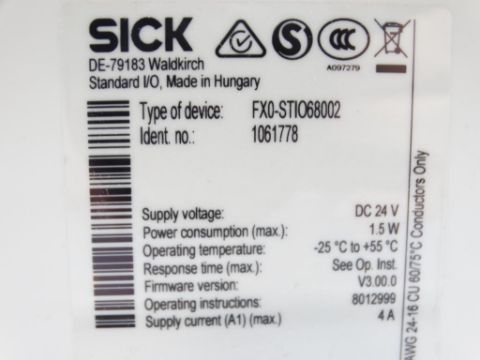 SICK
DE-79183 Waldkirch
Standard I/O, Made in Hungary
A097279
Type of device: FX0-STIO68002
Ident. no.: 1061778
Supply voltage: DC 24 V
Power consumption (max.): 1.5 W
Operating temperature: -25 °C to +55 °C
Response time (max.): See Op. Inst.
Firmware version: V3.00.0
Operating instructions: 8012999
Supply current (A1) (max.) 4 A
AWG 24-16 CU 60/75°C Conductors Only